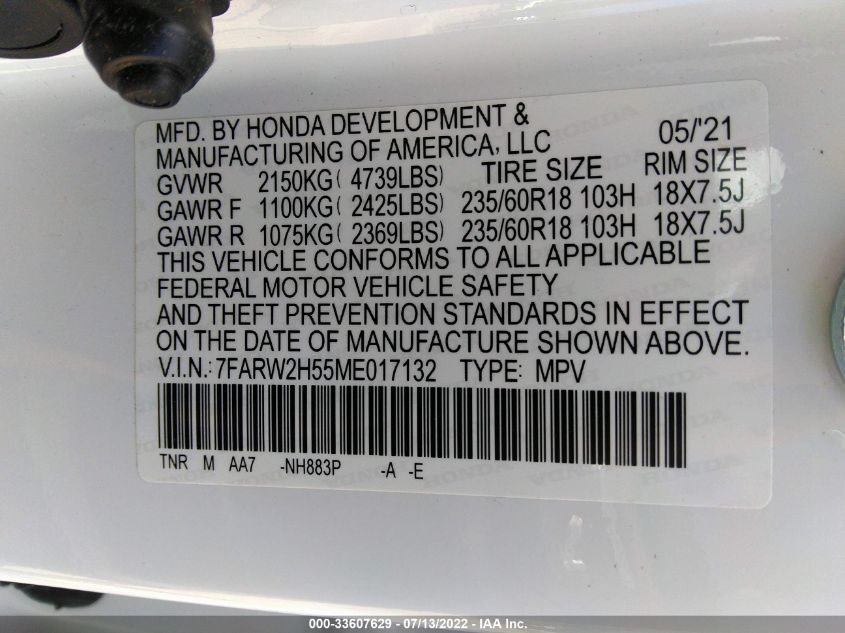 MFD. BY HONDA DEVELOPMENT &
MANUFACTURING OF AMERICA, LLC 05/'21
GVWR 2150KG( 4739LBS) TIRE SIZE RIM SIZE
GAWR F 1100KG( 2425LBS) 235/60R18 103H 18X7.5J
GAWR R 1075KG( 2369LBS) 235/60R18 103H 18X7.5J
THIS VEHICLE CONFORMS TO ALL APPLICABLE
FEDERAL MOTOR VEHICLE SAFETY
AND THEFT PREVENTION STANDARDS IN EFFECT
ON THE DATE OF MANUFACTURE SHOWN ABOVE.
V.I.N.: 7FARW2H55ME017132 TYPE: MPV
TNR M AA7 -NH883P -A -E
000-33607629 - 07/13/2022 - IAA Inc.